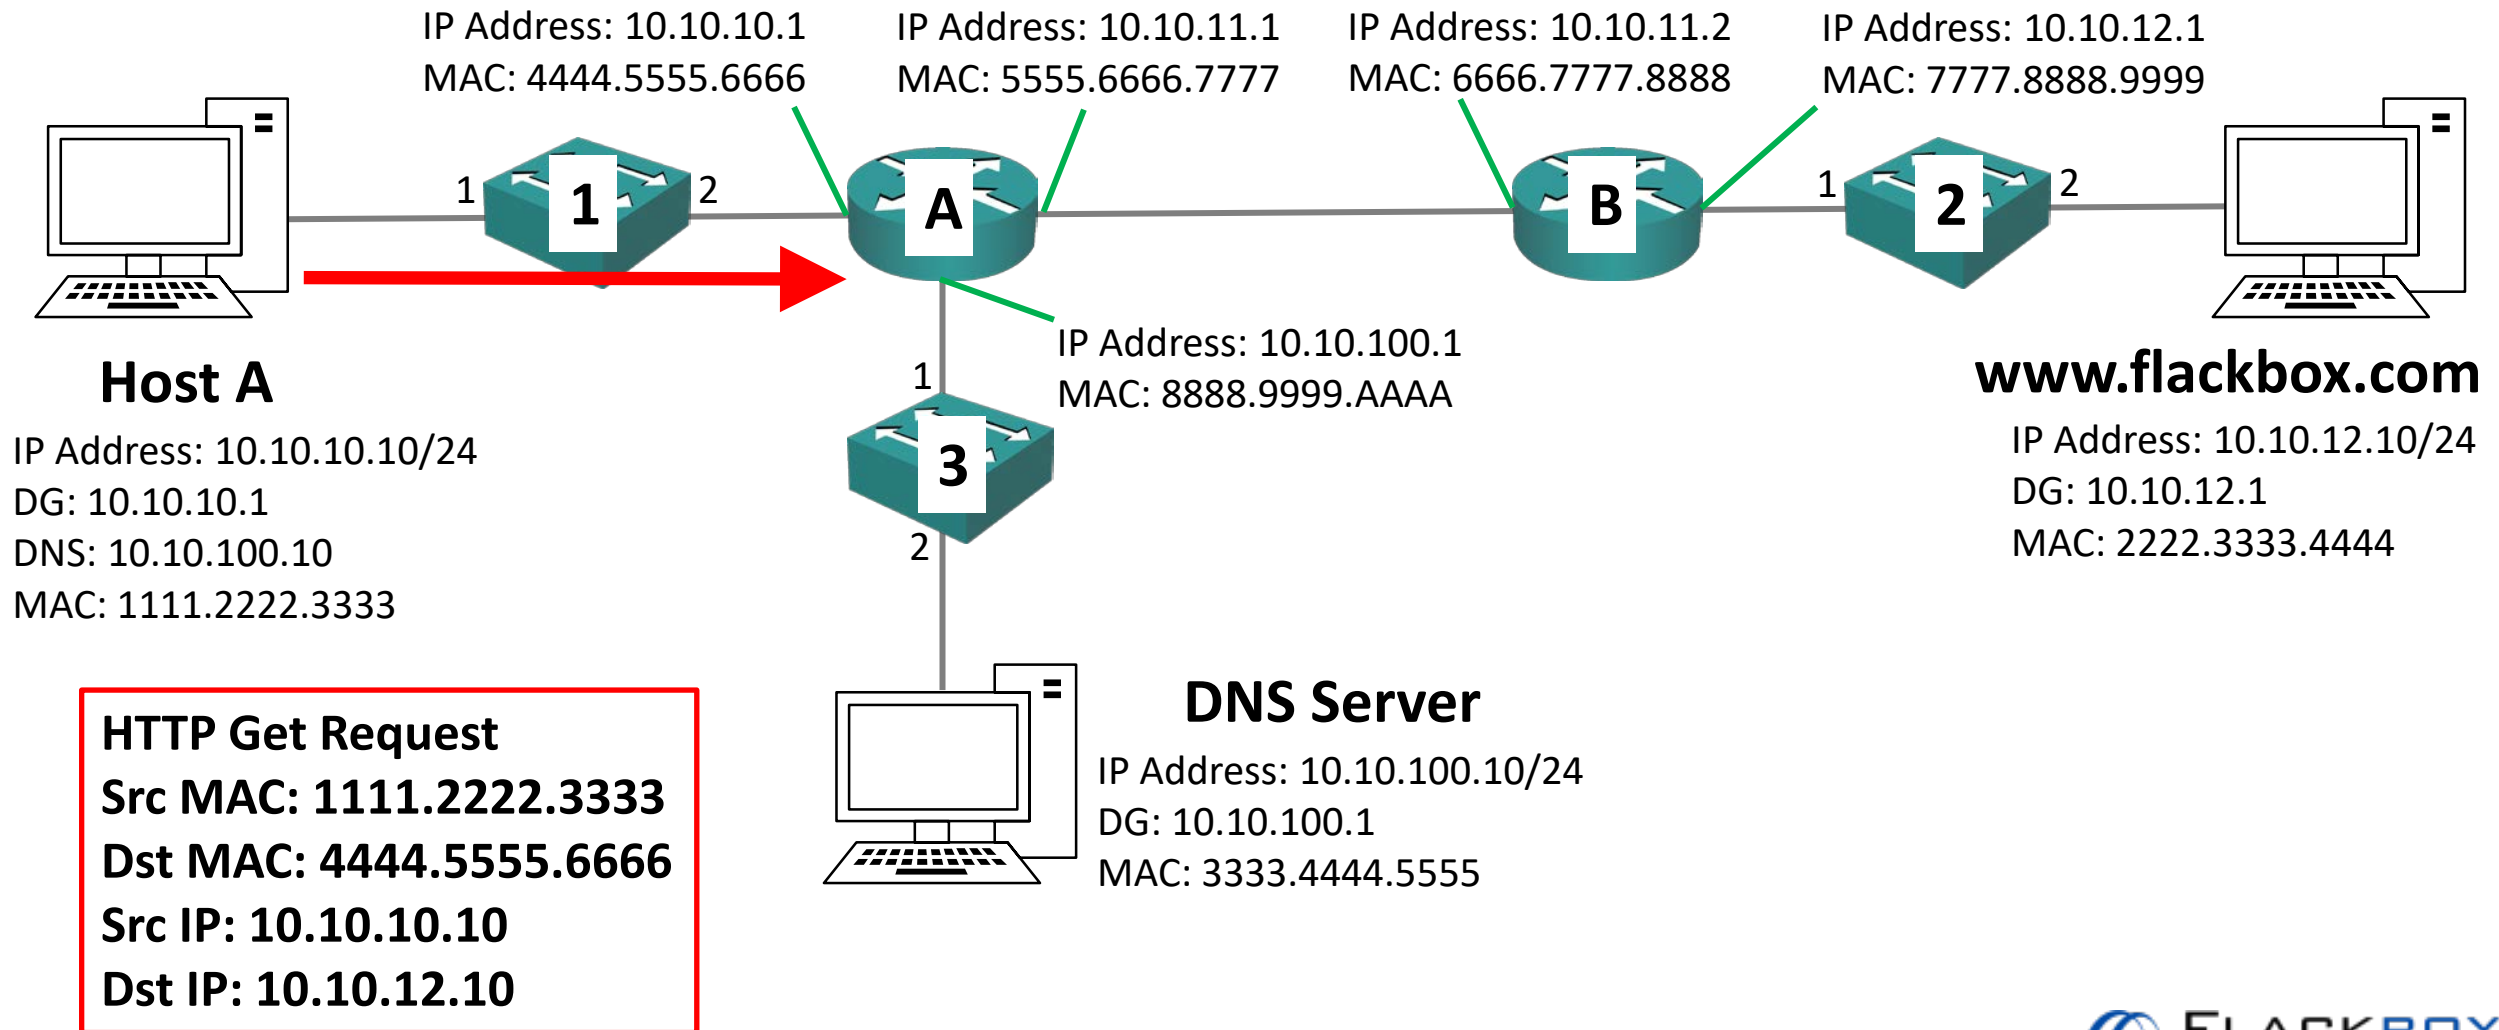 IP Address: 10.10.10.1
MAC: 4444.5555.6666
IP Address: 10.10.11.1
MAC: 5555.6666.7777
IP Address: 10.10.11.2
MAC: 6666.7777.8888
IP Address: 10.10.12.1
MAC: 7777.8888.9999
1
1
2
A
B
1
2
2
Host A
IP Address: 10.10.10.10/24
DG: 10.10.10.1
DNS: 10.10.100.10
MAC: 1111.2222.3333
IP Address: 10.10.100.1
MAC: 8888.9999.AAAA
1
3
2
www.flackbox.com
IP Address: 10.10.12.10/24
DG: 10.10.12.1
MAC: 2222.3333.4444
HTTP Get Request
Src MAC: 1111.2222.3333
Dst MAC: 4444.5555.6666
Src IP: 10.10.10.10
Dst IP: 10.10.12.10
DNS Server
IP Address: 10.10.100.10/24
DG: 10.10.100.1
MAC: 3333.4444.5555
FLACKBOX